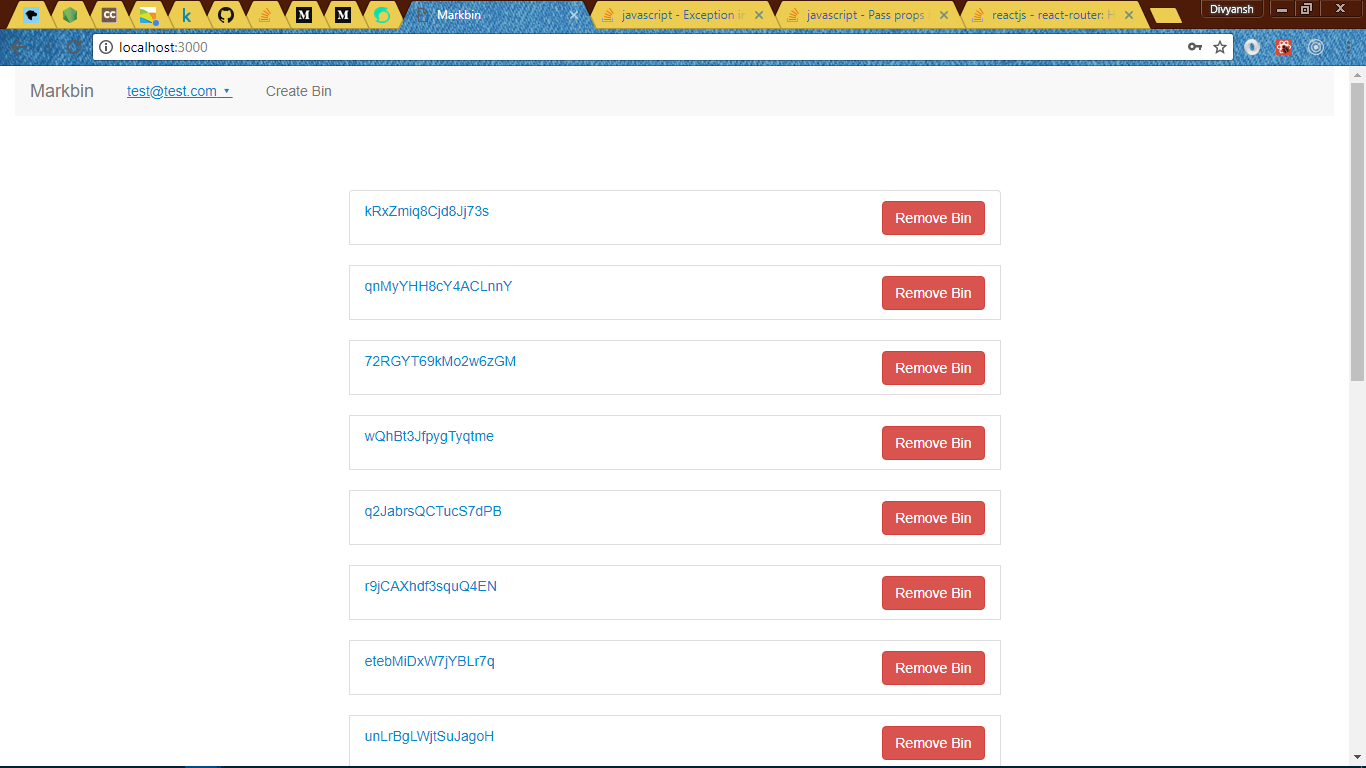 Markbin
javascript - Exception in
javascript - Pass props
reactjs - react-router: H
Divyansh
localhost:3000
Markbin
test@test.com
Create Bin
kRxZmiq8Cjd8Jj73s
Remove Bin
qnMyYHH8cY4ACLnnY
Remove Bin
72RGYT69kMo2w6zGM
Remove Bin
wQhBt3JfpygTyqtme
Remove Bin
q2JabrsQCTucS7dPB
Remove Bin
r9jCAXhdf3squQ4EN
Remove Bin
etebMiDxW7jYBLr7q
Remove Bin
unLrBgLWjtSuJagoH
Remove Bin